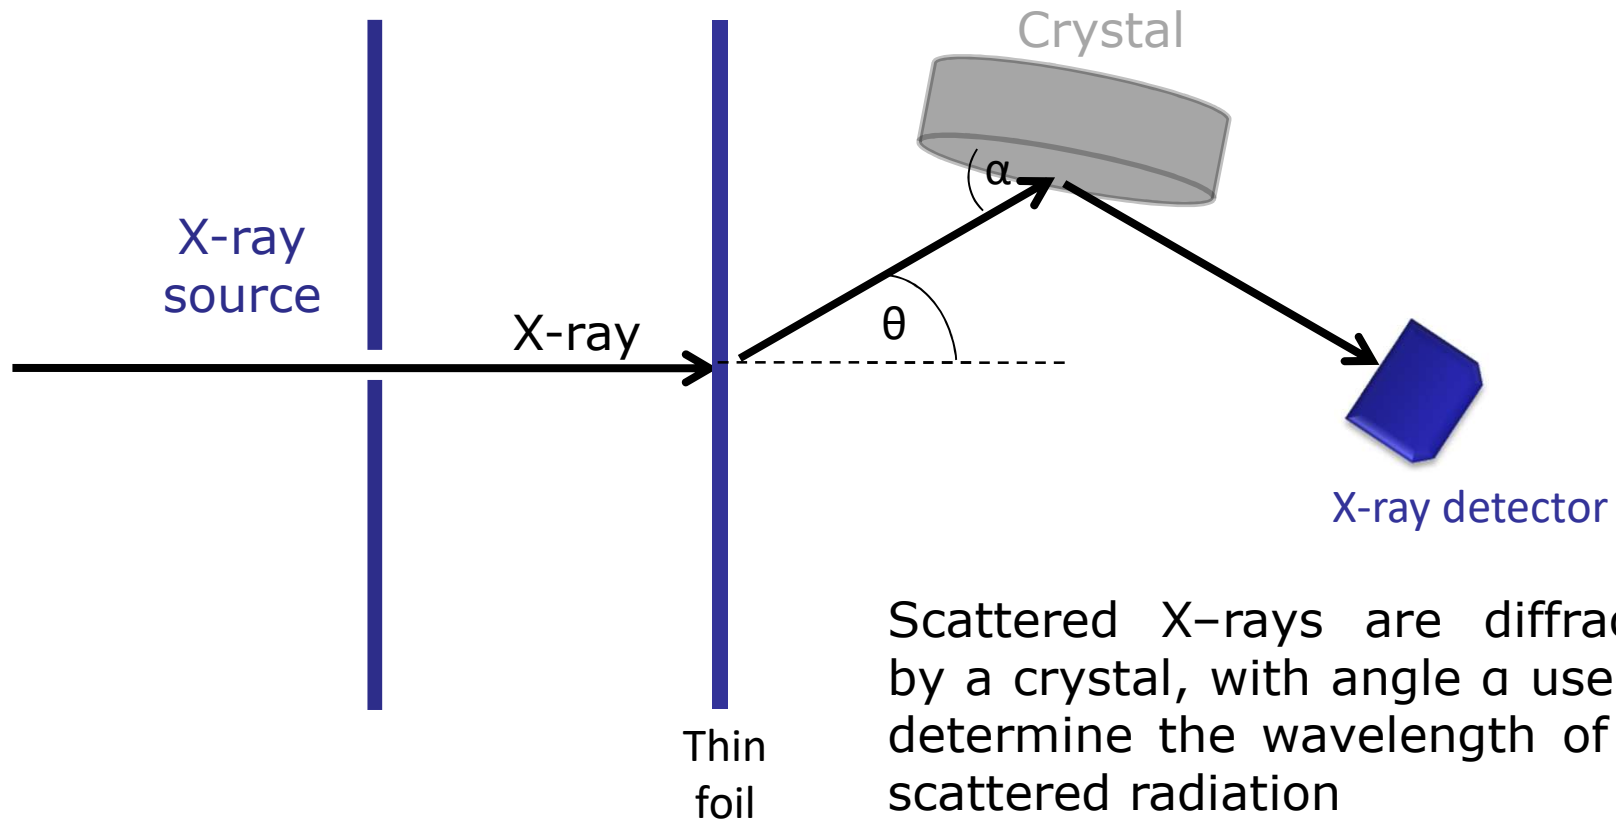 Crystal
α
X-ray
source
X-ray
θ
X-ray detector
Thin
foil
Scattered X–rays are
by a crystal, with angle α
determine the wavelength of
scattered radiation